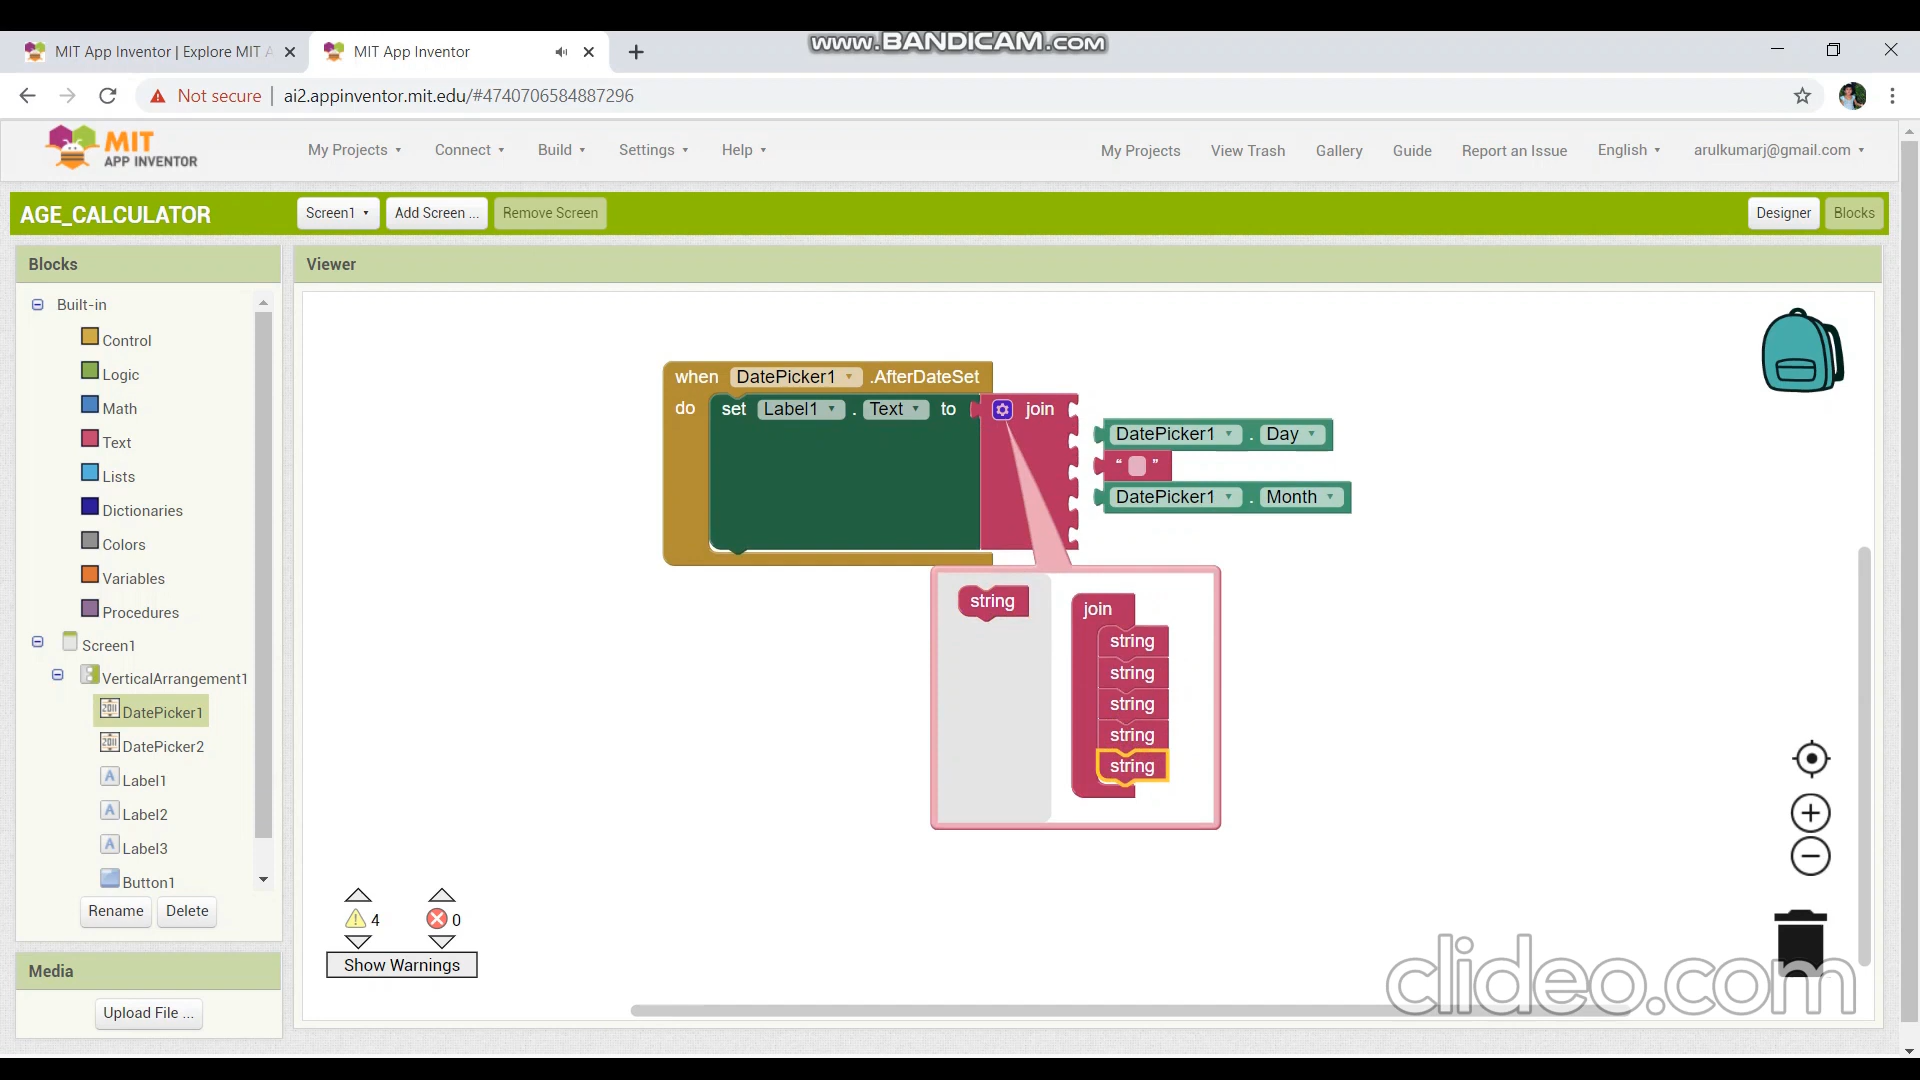 MIT App Inventor | Explore MIT A
MIT App Inventor
www.BANDICAM.com
Not secure | ai2.appinventor.mit.edu/#4740706584887296
MIT
APP INVENTOR
My Projects
Connect
Build
Settings
Help
My Projects
View Trash
Gallery
Guide
Report an Issue
English
arulkumarj@gmail.com
AGE_CALCULATOR
Screen1
Add Screen ...
Remove Screen
Designer
Blocks
Blocks
Built-in
Control
Logic
Math
Text
Lists
Dictionaries
Colors
Variables
Procedures
Screen1
VerticalArrangement1
DatePicker1
DatePicker2
Label1
Label2
Label3
Button1
Rename
Delete
Media
Upload File ...
Viewer
when DatePicker1 .AfterDateSet
do set Label1 . Text to join
DatePicker1 . Day
“ ”
DatePicker1 . Month
string
join
string
string
string
string
string
4
0
Show Warnings
clideo.com